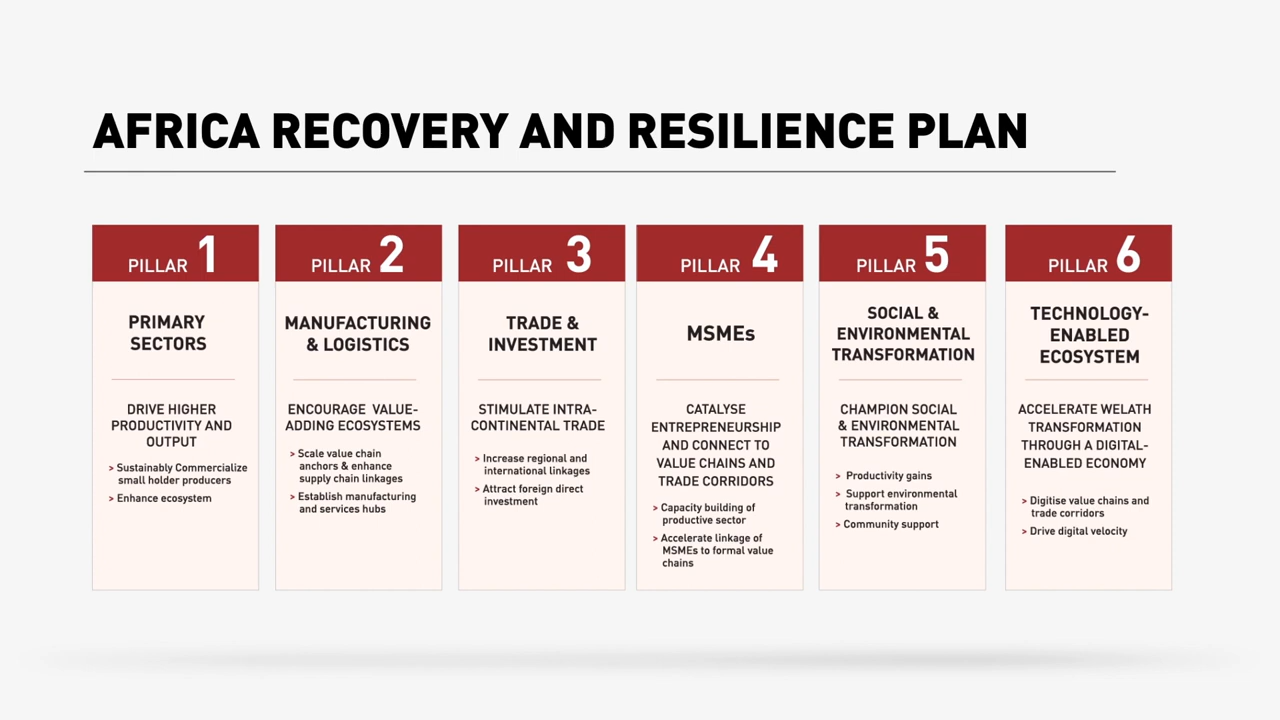 AFRICA RECOVERY AND RESILIENCE PLAN
PILLAR 1
PRIMARY
SECTORS
DRIVE HIGHER
PRODUCTIVITY AND
OUTPUT
> Sustainably Commercialize
small holder producers
> Enhance ecosystem
PILLAR 2
MANUFACTURING
& LOGISTICS
ENCOURAGE VALUE-
ADDING ECOSYSTEMS
> Scale value chain
anchors & enhance
supply chain linkages
> Establish manufacturing
and services hubs
PILLAR 3
TRADE &
INVESTMENT
STIMULATE INTRA-
CONTINENTAL TRADE
> Increase regional and
international linkages
> Attract foreign direct
investment
PILLAR 4
MSMEs
CATALYSE
ENTREPRENEURSHIP
AND CONNECT TO
VALUE CHAINS AND
TRADE CORRIDORS
> Capacity building of
productive sector
> Accelerate linkage of
MSMEs to formal value
chains
PILLAR 5
SOCIAL &
ENVIRONMENTAL
TRANSFORMATION
CHAMPION SOCIAL
& ENVIRONMENTAL
TRANSFORMATION
> Productivity gains
> Support environmental
transformation
> Community support
PILLAR 6
TECHNOLOGY-
ENABLED
ECOSYSTEM
ACCELERATE WELATH
TRANSFORMATION
THROUGH A DIGITAL-
ENABLED ECONOMY
> Digitise value chains and
trade corridors
> Drive digital velocity